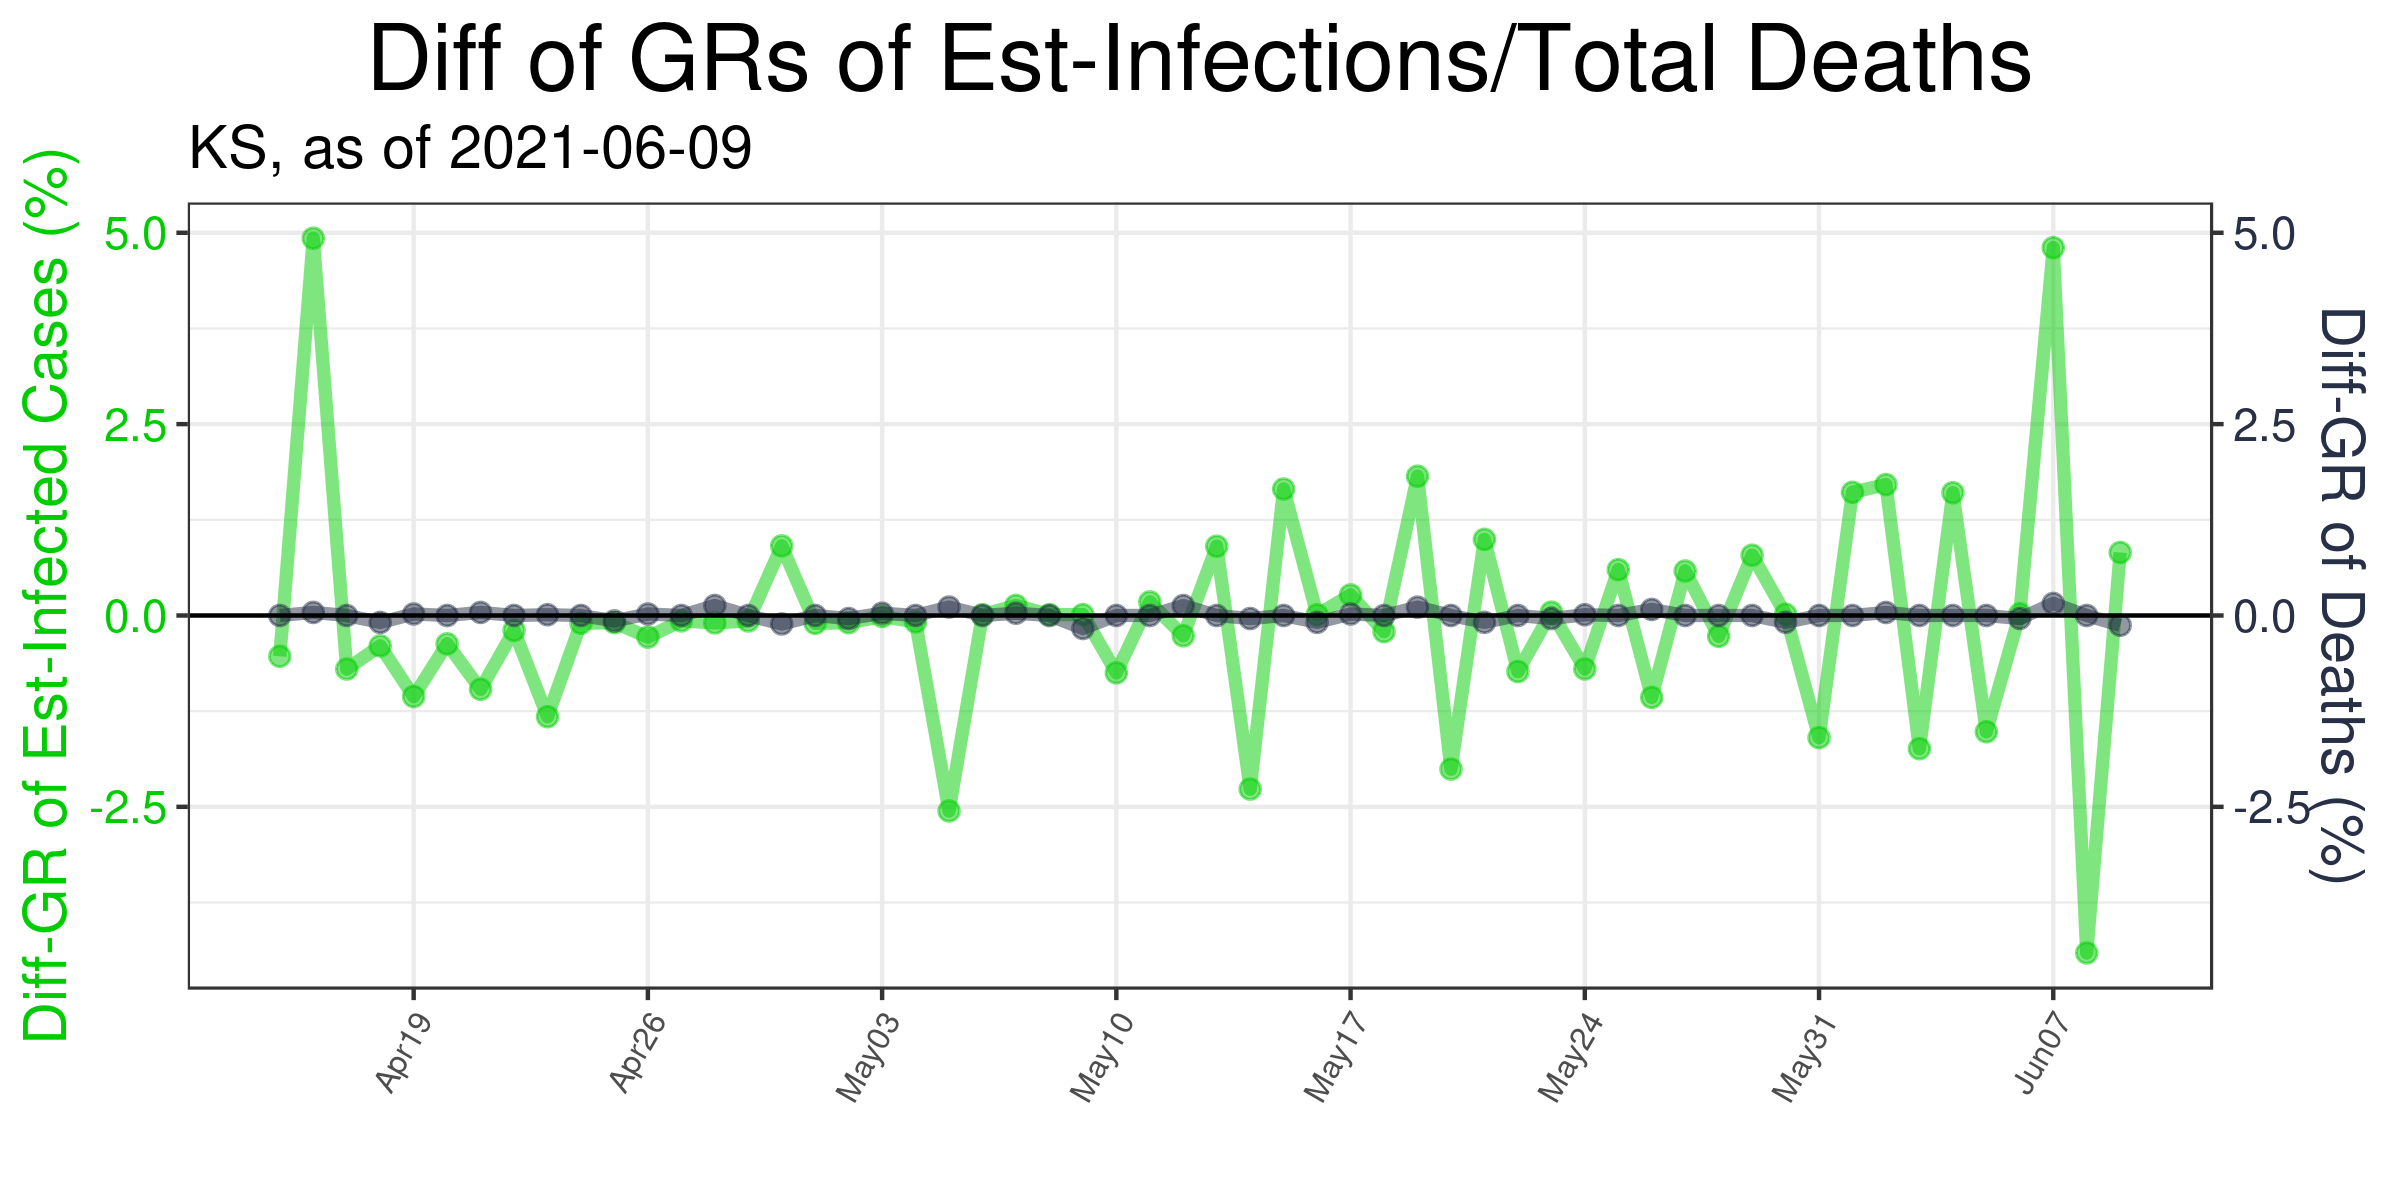 Diff of GRs of Est-Infections/Total Deaths
KS, as of 2021-06-09
Diff-GR of Est-Infected Cases (%)
5.0
2.5
0.0
-2.5
5.0
2.5
0.0
-2.5
Diff-GR of Deaths (%)
Apr19
Apr26
May03
May10
May17
May24
May31
Jun07